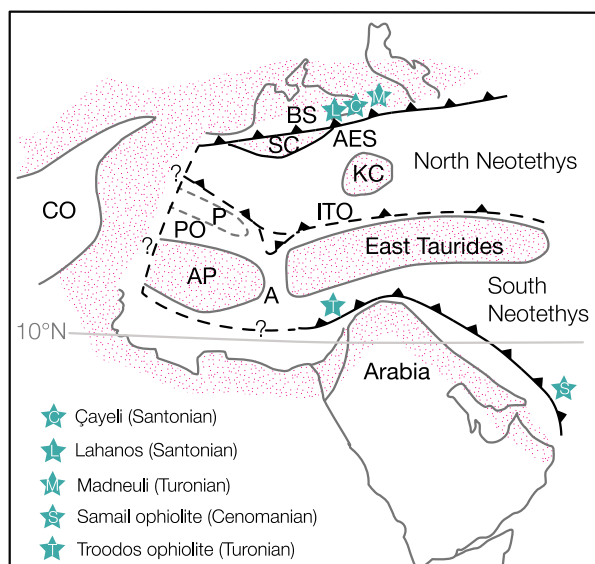 BS
L
C
M
SC
AES
North Neotethys
KC
CO
?
P
ITO
PO
?
East Taurides
AP
A
South
Neotethys
T
10°N
?
Arabia
S
C Çayeli (Santonian)
L Lahanos (Santonian)
M Madneuli (Turonian)
S Samail ophiolite (Cenomanian)
T Troodos ophiolite (Turonian)